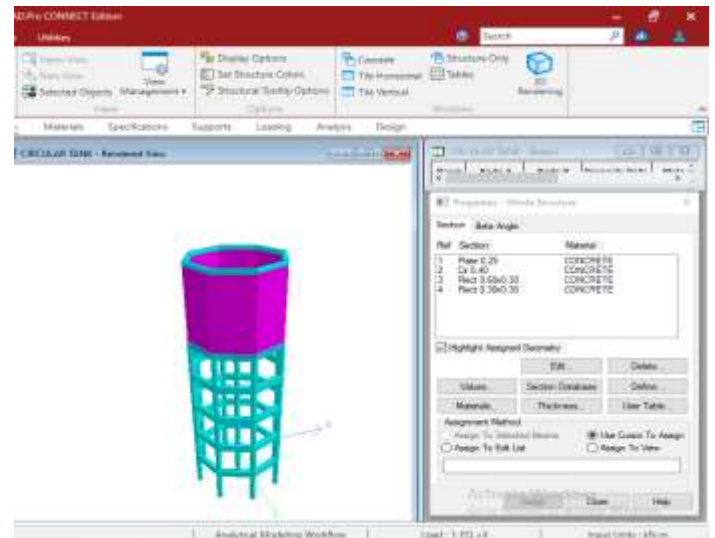 AD.Pro CONNECT Edition
Utilities
Search
Display Options
Set Structure Colors
Structural Tooltip Options
Selected Objects
View
Management
Cascade
Tile Horizontal
Tile Vertical
Structure Only
Tables
3D
Rendering
Materials Specifications Supports Loading Analysis Design
CIRCULAR TANK - Rendered View
Properties - Whole Structure
Section Beta Angle
Ref Section Material
1 Plate 0.25 CONCRETE
2 Cir 0.40 CONCRETE
3 Rect 0.60x0.30 CONCRETE
4 Rect 0.30x0.30 CONCRETE
Highlight Assigned Geometry
Edit... Delete...
Values... Section Database Define...
Materials... Thickness... User Table...
Assignment Method
Assign To Selected Beams Use Cursor To Assign
Assign To Edit List Assign To View
Close Help
Analytical Modeling Workflow Load : 1: Input Units : kN-m